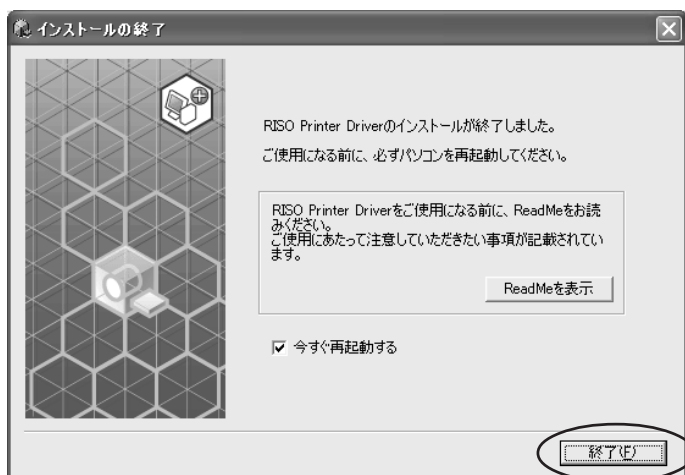 インストールの終了
RISO Printer Driverのインストールが終了しました。
ご使用になる前に、必ずパソコンを再起動してください。
RISO Printer Driverをご使用になる前に、ReadMeをお読
みください。
ご使用にあたって注意していただきたい事項が記載されてい
ます。
ReadMeを表示
今すぐ再起動する
終了(F)